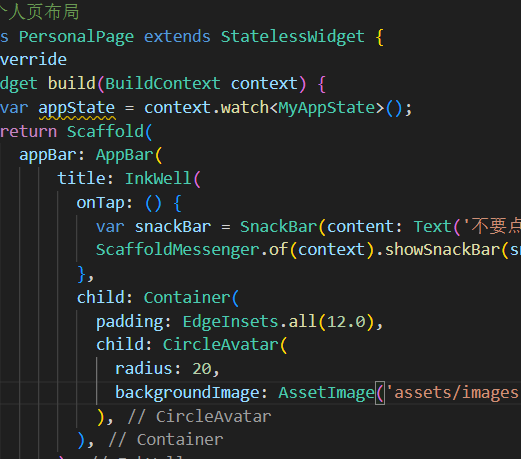 个人页布局
s PersonalPage extends StatelessWidget {
verride
dget build(BuildContext context) {
var appState = context.watch<MyAppState>();
return Scaffold(
appBar: AppBar(
title: InkWell(
onTap: () {
var snackBar = SnackBar(content: Text('不要点
ScaffoldMessenger.of(context).showSnackBar(sn
},
child: Container(
padding: EdgeInsets.all(12.0),
child: CircleAvatar(
radius: 20,
backgroundImage: AssetImage('assets/images
), // CircleAvatar
), // Container